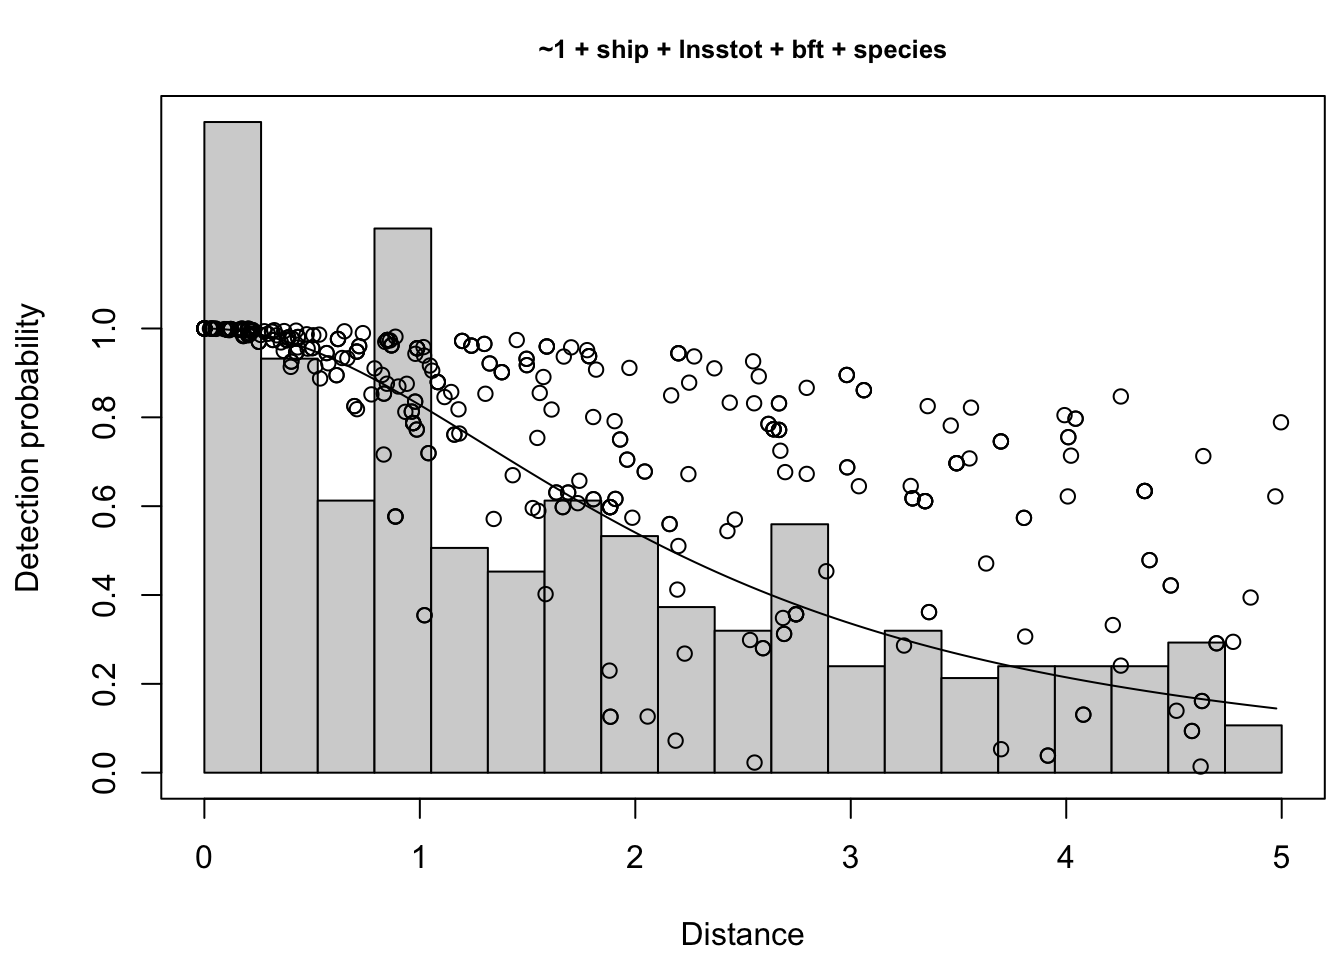 ~1 + ship + lnsstot + bft + species
Detection probability
1.0
0.8
0.6
0.4
0.2
0.0
0 1 2 3 4 5
Distance